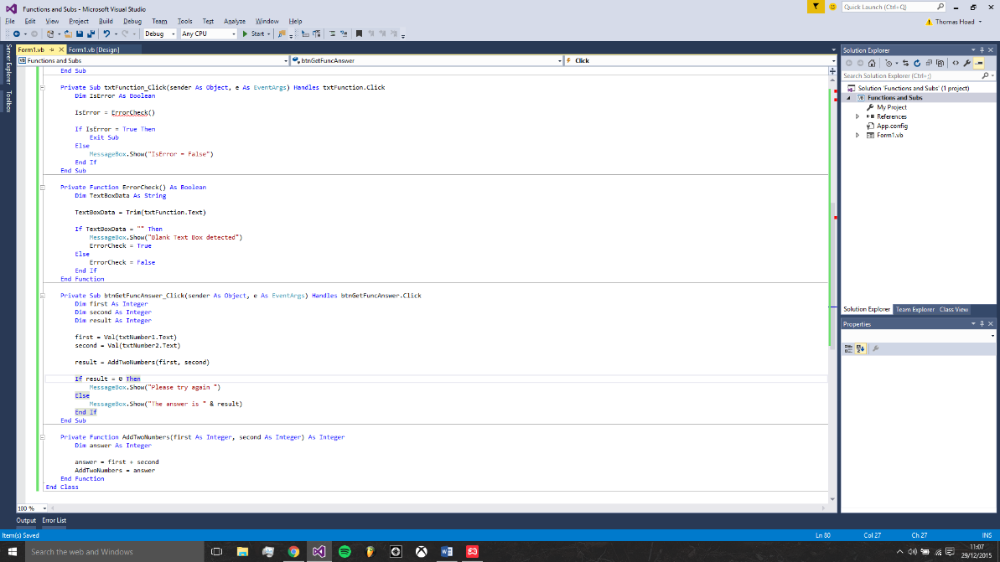 Functions and Subs - Microsoft Visual Studio
Quick Launch (Ctrl+Q)
File Edit View Project Build Debug Team Tools Test Analyze Window Help
Thomas Hoad
Debug Any CPU Start
Server Explorer
Toolbox
Form1.vb Form1.vb [Design]
Functions and Subs btnGetFuncAnswer Click
End Sub
Private Sub txtFunction_Click(sender As Object, e As EventArgs) Handles txtFunction.Click
Dim IsError As Boolean
IsError = ErrorCheck()
If IsError = True Then
Exit Sub
Else
MessageBox.Show("IsError = False")
End If
End Sub
Private Function ErrorCheck() As Boolean
Dim TextBoxData As String
TextBoxData = Trim(txtFunction.Text)
If TextBoxData = "" Then
MessageBox.Show("Blank Text Box detected")
ErrorCheck = True
Else
ErrorCheck = False
End If
End Function
Private Sub btnGetFuncAnswer_Click(sender As Object, e As EventArgs) Handles btnGetFuncAnswer.Click
Dim first As Integer
Dim second As Integer
Dim result As Integer
first = Val(txtNumber1.Text)
second = Val(txtNumber2.Text)
result = AddTwoNumbers(first, second)
If result = 0 Then
MessageBox.Show("Please try again ")
Else
MessageBox.Show("The answer is " & result)
End If
End Sub
Private Function AddTwoNumbers(first As Integer, second As Integer) As Integer
Dim answer As Integer
answer = first + second
AddTwoNumbers = answer
End Function
End Class
100 %
Solution Explorer
Search Solution Explorer (Ctrl+;)
Solution 'Functions and Subs' (1 project)
Functions and Subs
My Project
References
App.config
Form1.vb
Solution Explorer Team Explorer Class View
Properties
Output Error List
Item(s) Saved Ln 80 Col 27 Ch 27 INS
Search the web and Windows
11:07
29/12/2015